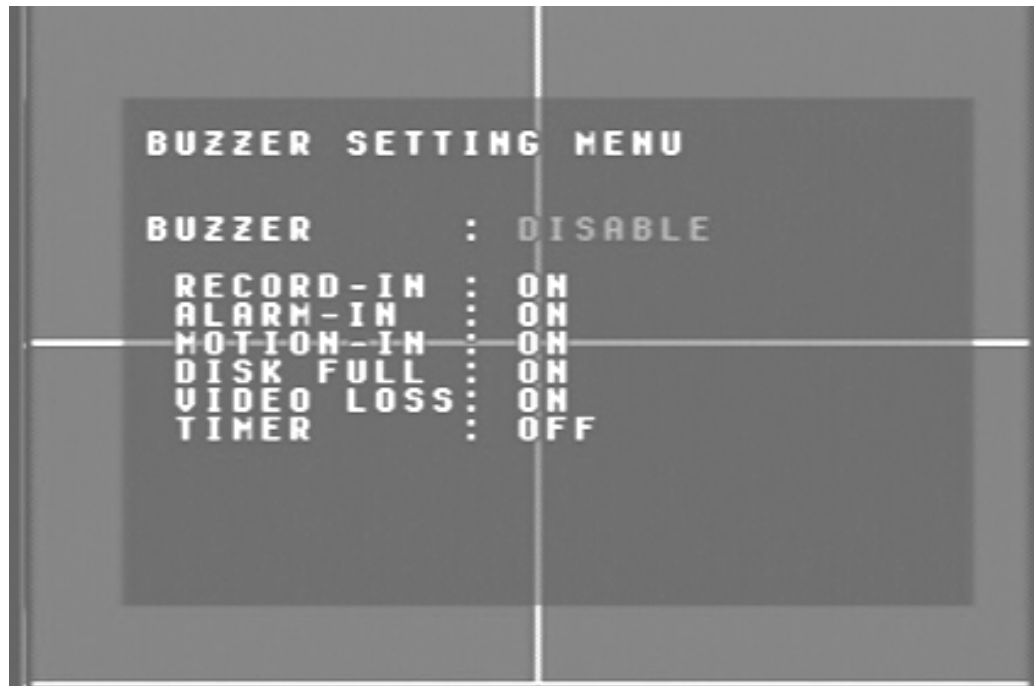 BUZZER SETTING MENU
BUZZER : DISABLE
RECORD-IN : ON
ALARM-IN : ON
MOTION-IN : ON
DISK FULL : ON
VIDEO LOSS: ON
TIMER : OFF